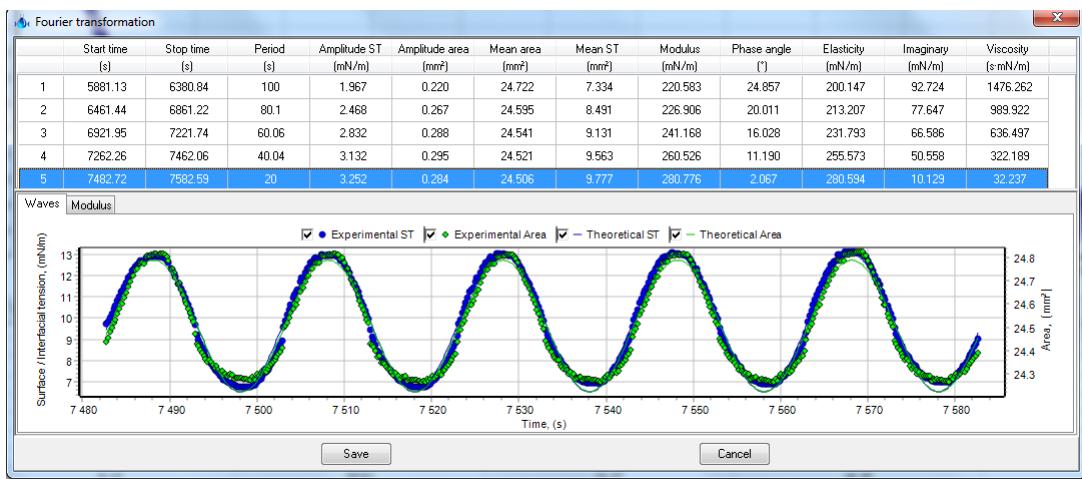 Fourier transformation
Start time Stop time Period Amplitude ST Amplitude area Mean area Mean ST Modulus Phase angle Elasticity Imaginary Viscosity
(s) (s) (s) (mN/m) (mm²) (mm²) (mm²) (mN/m) (°) (mN/m) (mN/m) (s·mN/m)
1 5881.13 6380.84 100 1.967 0.220 24.722 7.334 220.583 24.857 200.147 92.724 1476.262
2 6461.44 6861.22 80.1 2.468 0.267 24.595 8.491 226.906 20.011 213.207 77.647 989.922
3 6921.95 7221.74 60.06 2.832 0.288 24.541 9.131 241.168 16.028 231.793 66.586 636.497
4 7262.26 7462.06 40.04 3.132 0.295 24.521 9.563 260.526 11.190 255.573 50.558 322.189
5 7482.72 7582.59 20 3.252 0.284 24.506 9.777 280.776 2.067 280.594 10.129 32.237
Waves Modulus
Experimental ST Experimental Area Theoretical ST Theoretical Area
Surface / Interfacial tension, (mN/m)
13
12
11
10
9
8
7
24.8
24.7
24.6
24.5
24.4
24.3
Area, (mm²)
7 480 7 490 7 500 7 510 7 520 7 530 7 540 7 550 7 560 7 570 7 580
Time, (s)
Save Cancel